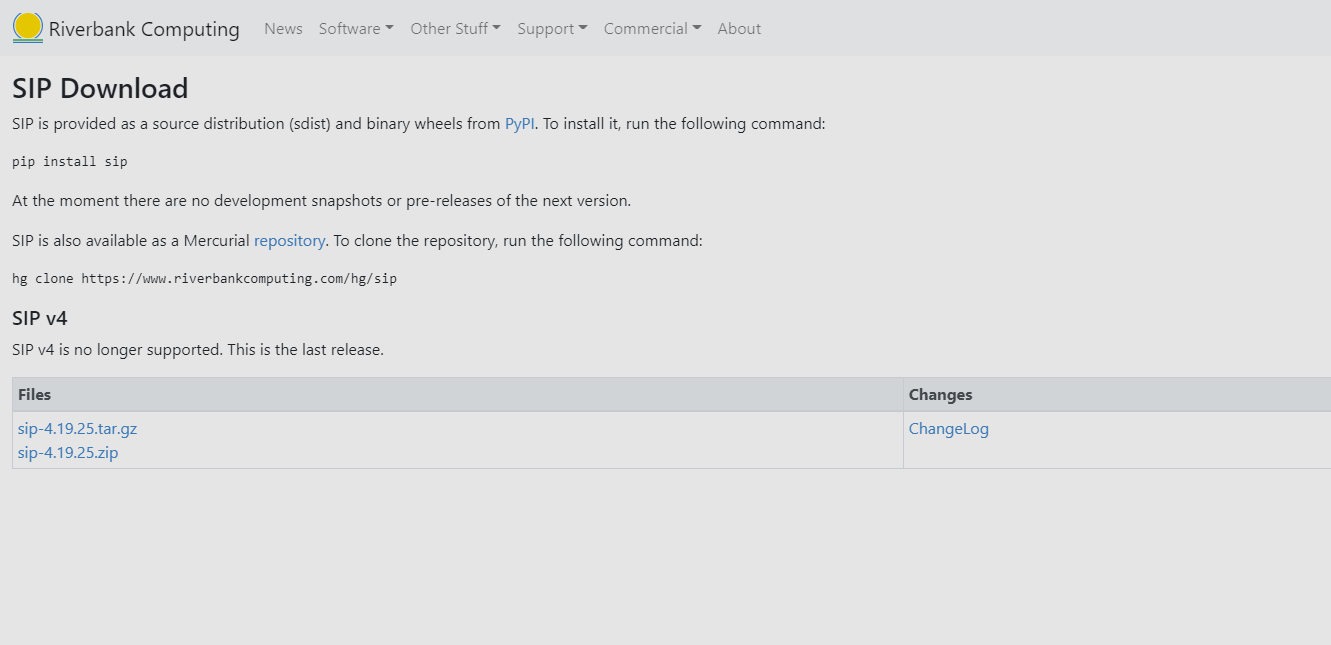 Riverbank Computing News Software Other Stuff Support Commercial About
SIP Download
SIP is provided as a source distribution (sdist) and binary wheels from PyPI. To install it, run the following command:
pip install sip
At the moment there are no development snapshots or pre-releases of the next version.
SIP is also available as a Mercurial repository. To clone the repository, run the following command:
hg clone https://www.riverbankcomputing.com/hg/sip
SIP v4
SIP v4 is no longer supported. This is the last release.
Files Changes
sip-4.19.25.tar.gz ChangeLog
sip-4.19.25.zip